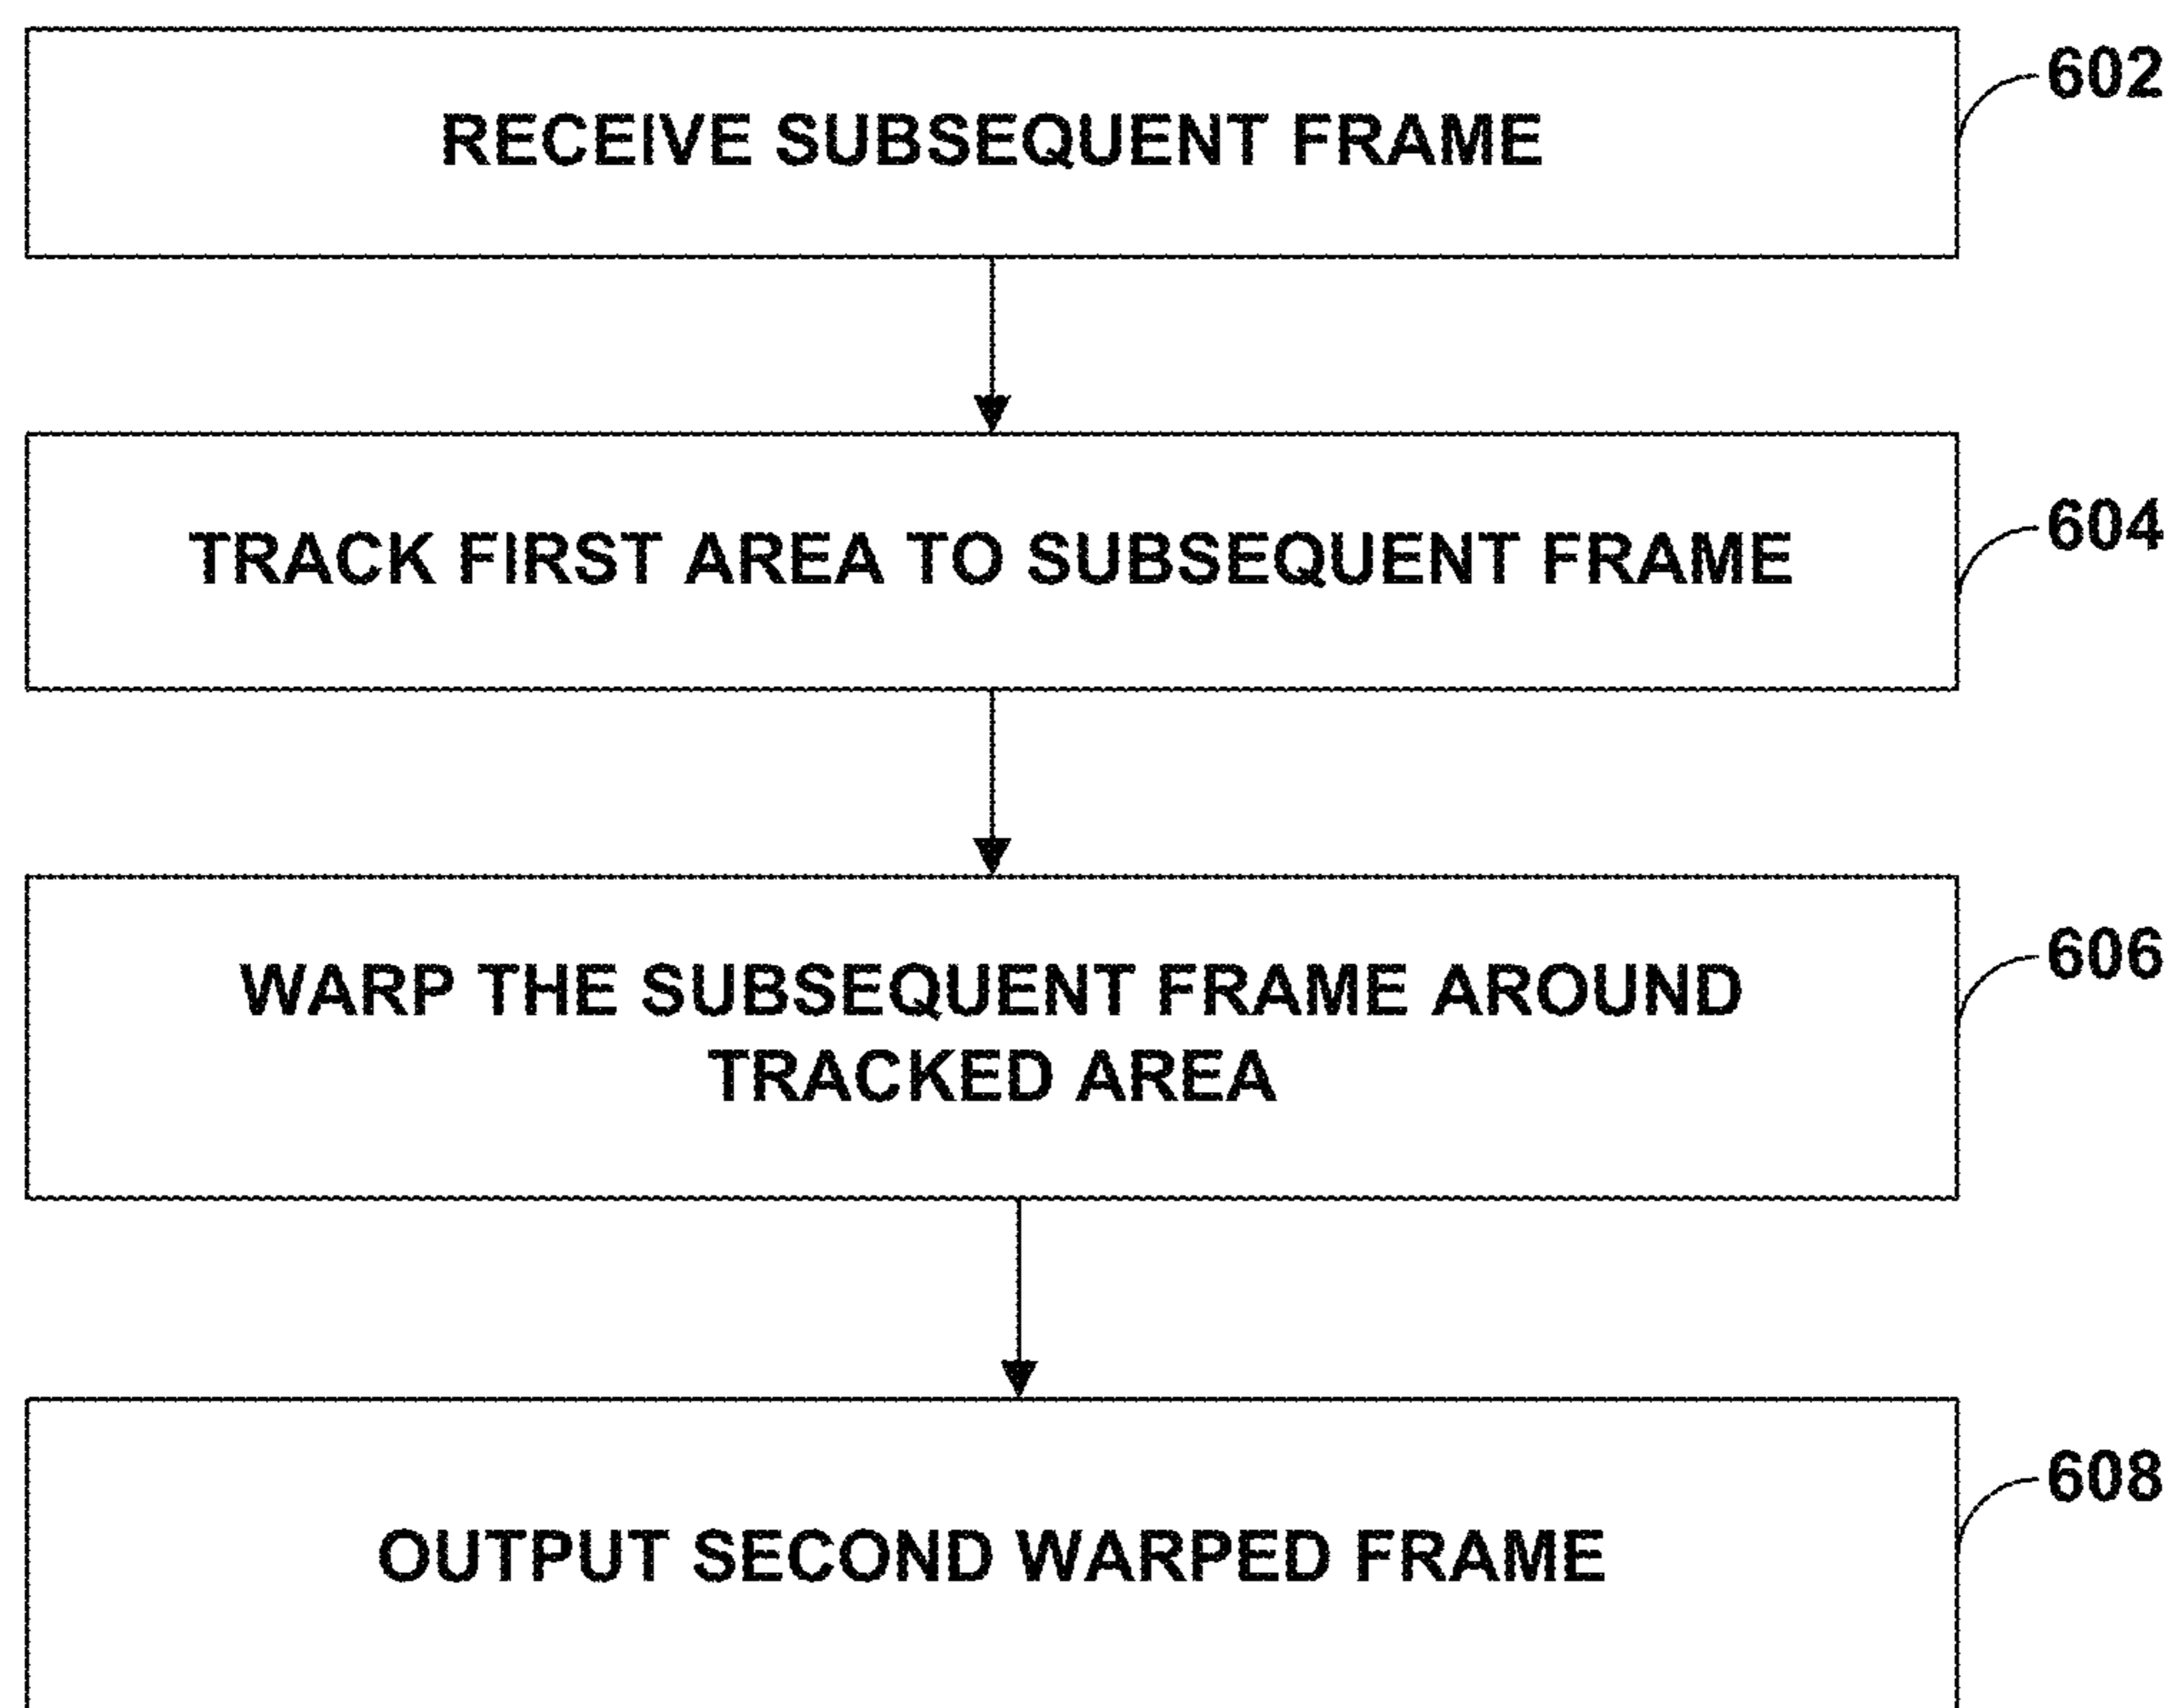 RECEIVE SUBSEQUENT FRAME
602
TRACK FIRST AREA TO SUBSEQUENT FRAME
604
WARP THE SUBSEQUENT FRAME AROUND
TRACKED AREA
606
OUTPUT SECOND WARPED FRAME
608